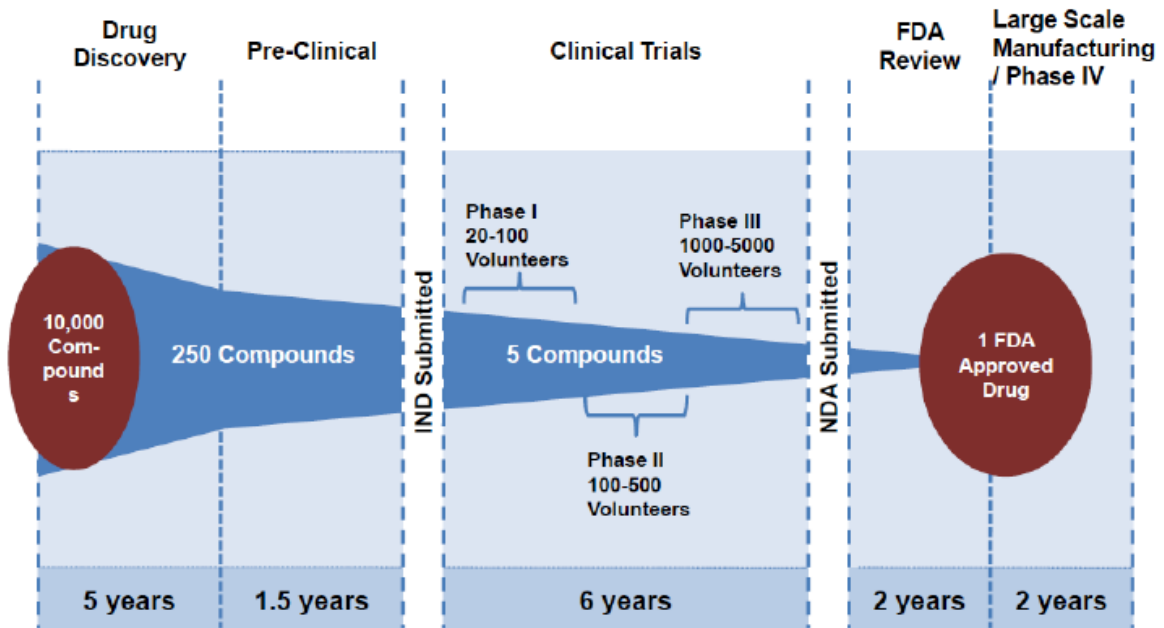 Drug
Discovery
Pre-Clinical
Clinical Trials
FDA
Review
Large Scale
Manufacturing
/ Phase IV
10,000
Com-
pound
s
250 Compounds
IND Submitted
Phase I
20-100
Volunteers
Phase III
1000-5000
Volunteers
5 Compounds
Phase II
100-500
Volunteers
NDA Submitted
1 FDA
Approved
Drug
5 years
1.5 years
6 years
2 years
2 years